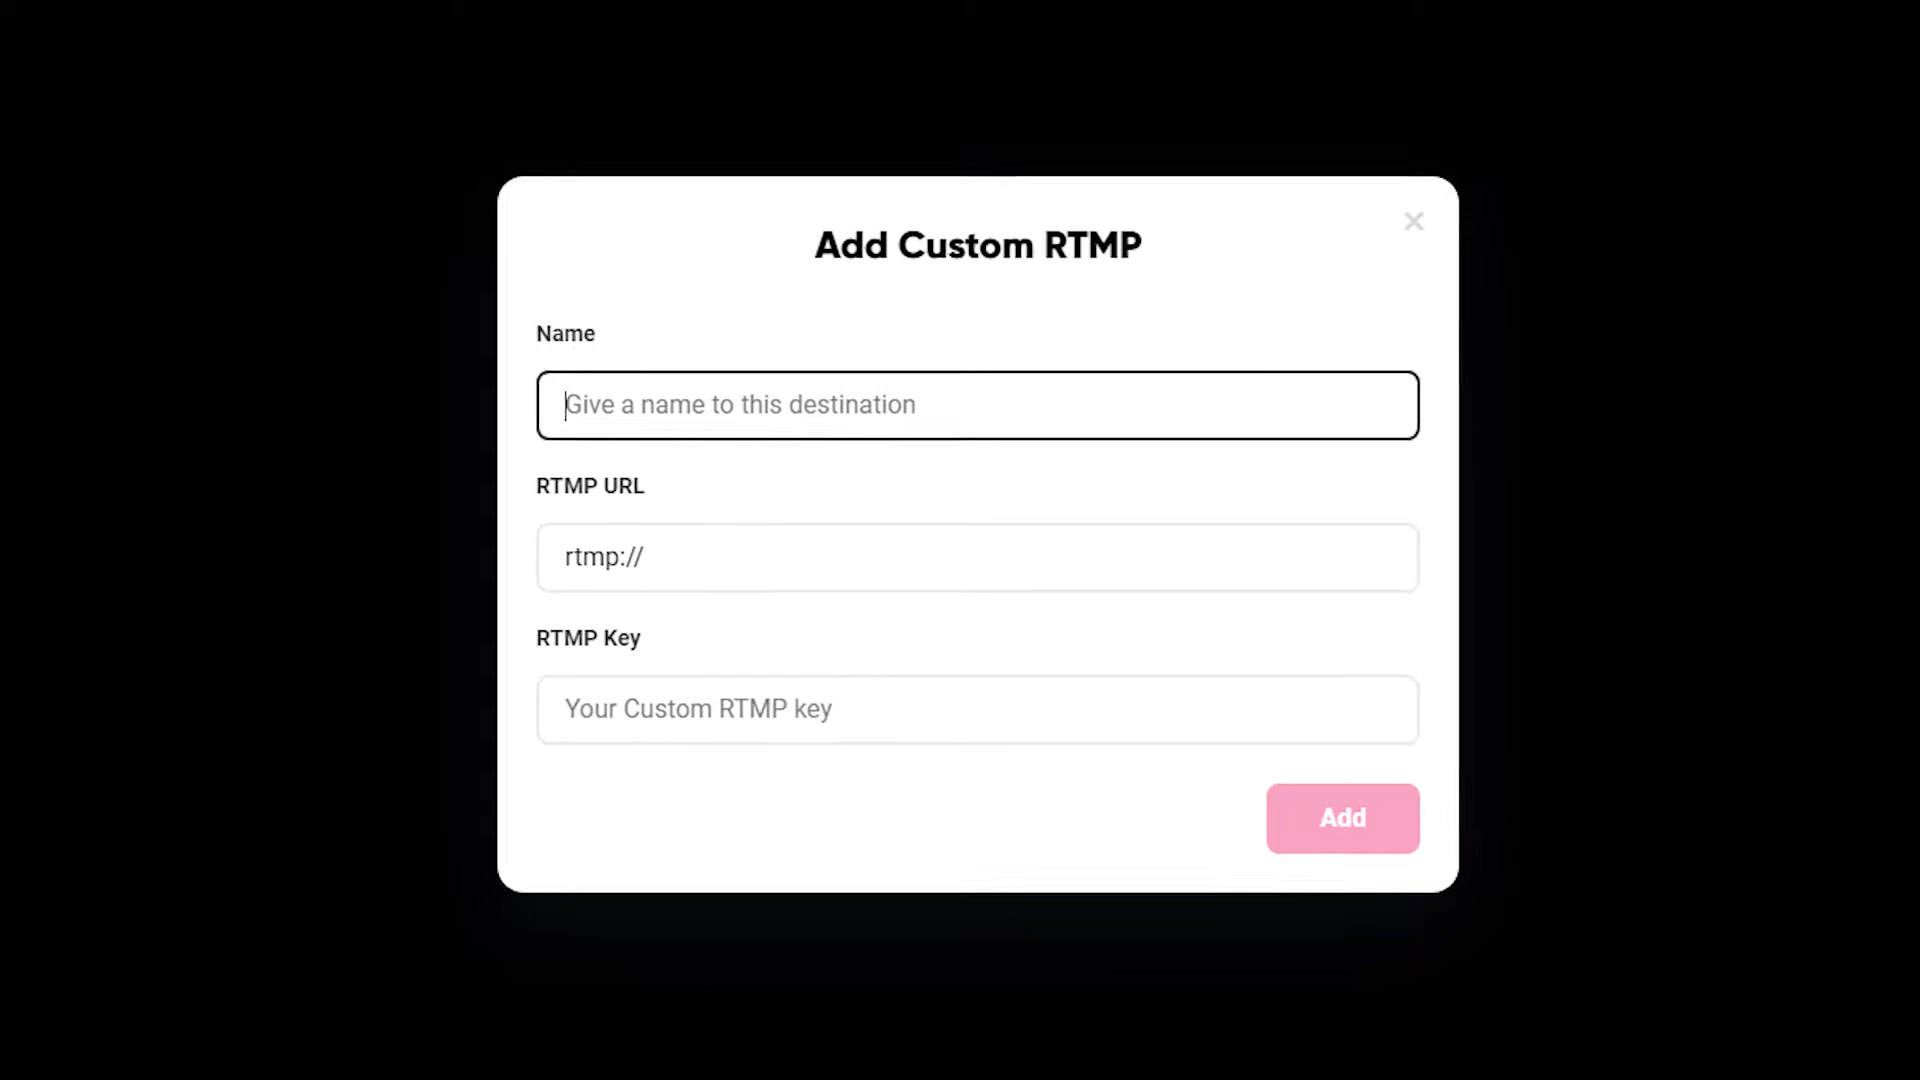 Add Custom RTMP
Name
Give a name to this destination
RTMP URL
rtmp://
RTMP Key
Your Custom RTMP key
Add